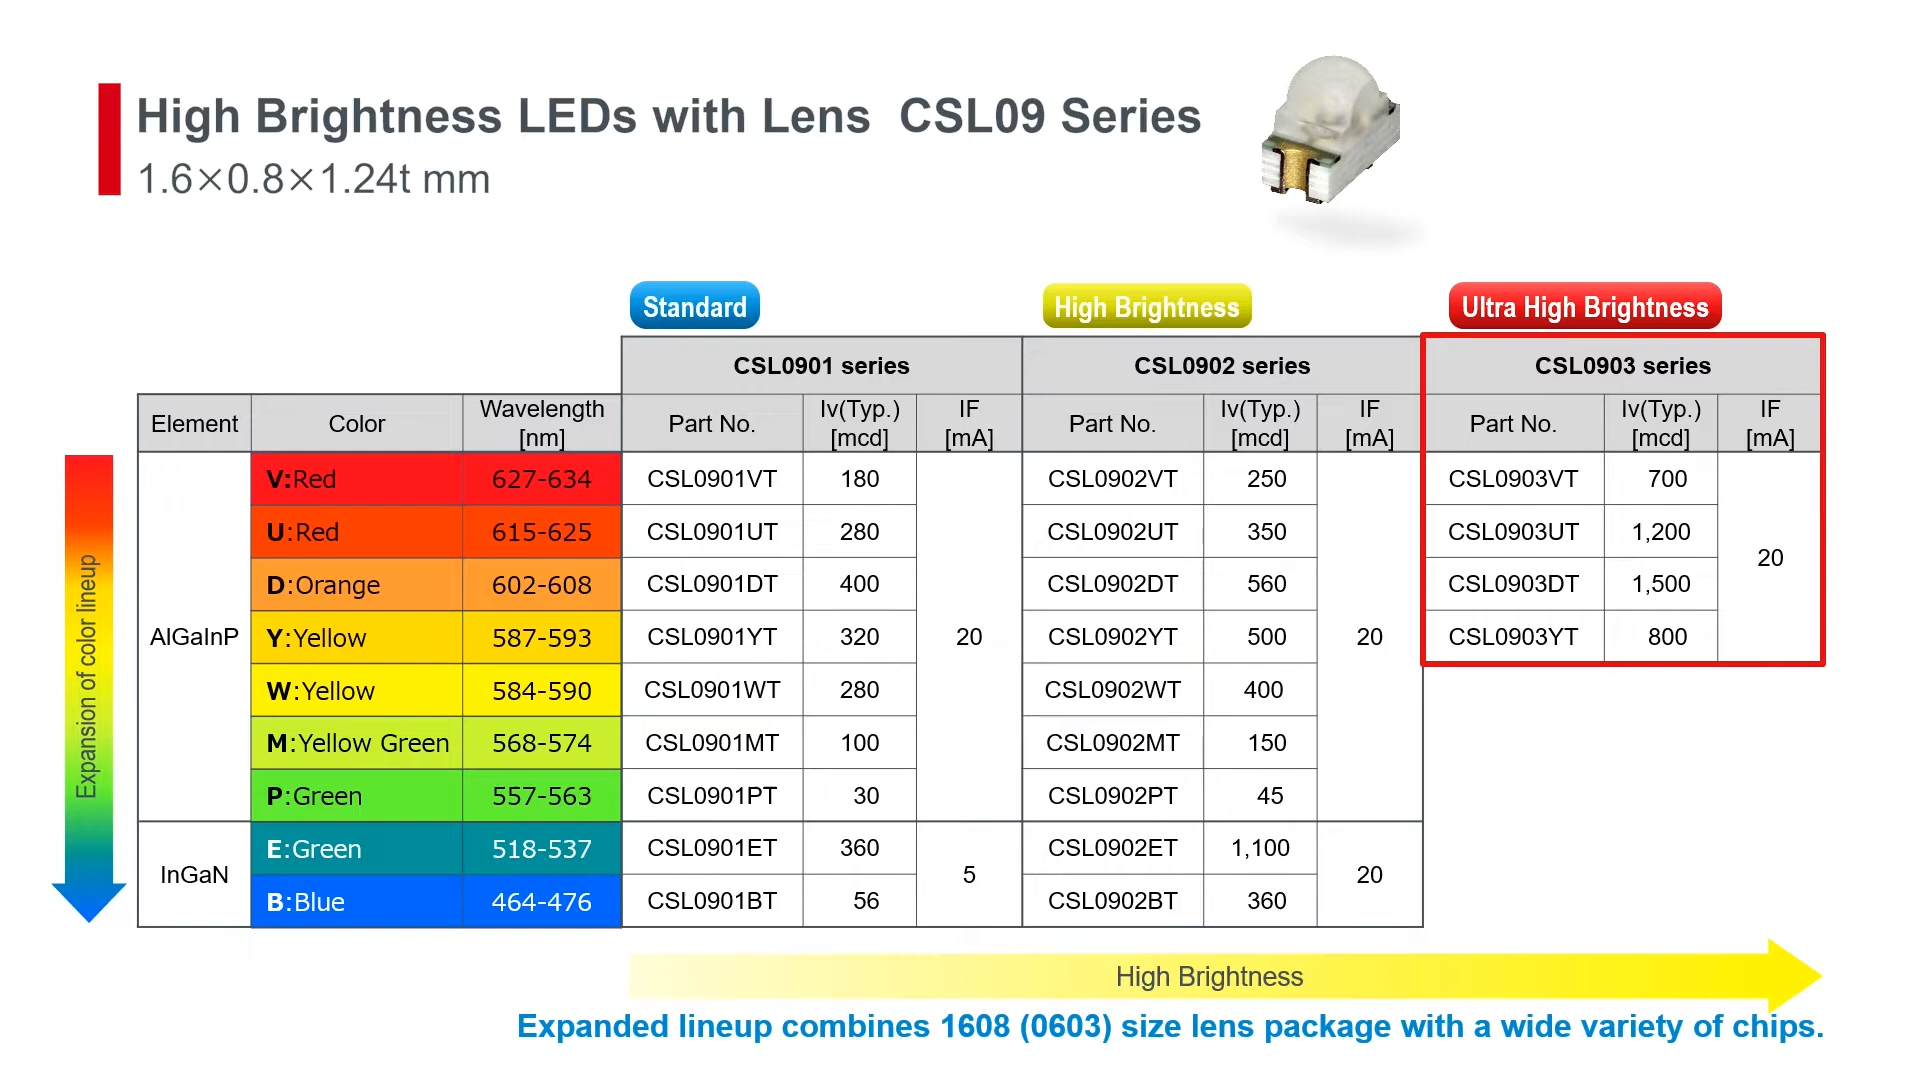 High Brightness LEDs with Lens CSL09 Series
1.6×0.8×1.24t mm
Standard High Brightness Ultra High Brightness
CSL0901 series CSL0902 series CSL0903 series
Element Color Wavelength [nm] Part No. Iv(Typ.) [mcd] IF [mA] Part No. Iv(Typ.) [mcd] IF [mA] Part No. Iv(Typ.) [mcd] IF [mA]
AlGaInP
V:Red 627-634 CSL0901VT 180 20 CSL0902VT 250 20 CSL0903VT 700 20
U:Red 615-625 CSL0901UT 280 CSL0902UT 350 CSL0903UT 1,200
D:Orange 602-608 CSL0901DT 400 CSL0902DT 560 CSL0903DT 1,500
Y:Yellow 587-593 CSL0901YT 320 CSL0902YT 500 CSL0903YT 800
W:Yellow 584-590 CSL0901WT 280 CSL0902WT 400
M:Yellow Green 568-574 CSL0901MT 100 CSL0902MT 150
P:Green 557-563 CSL0901PT 30 CSL0902PT 45
InGaN
E:Green 518-537 CSL0901ET 360 5 CSL0902ET 1,100 20
B:Blue 464-476 CSL0901BT 56 CSL0902BT 360
Expansion of color lineup
High Brightness
Expanded lineup combines 1608 (0603) size lens package with a wide variety of chips.